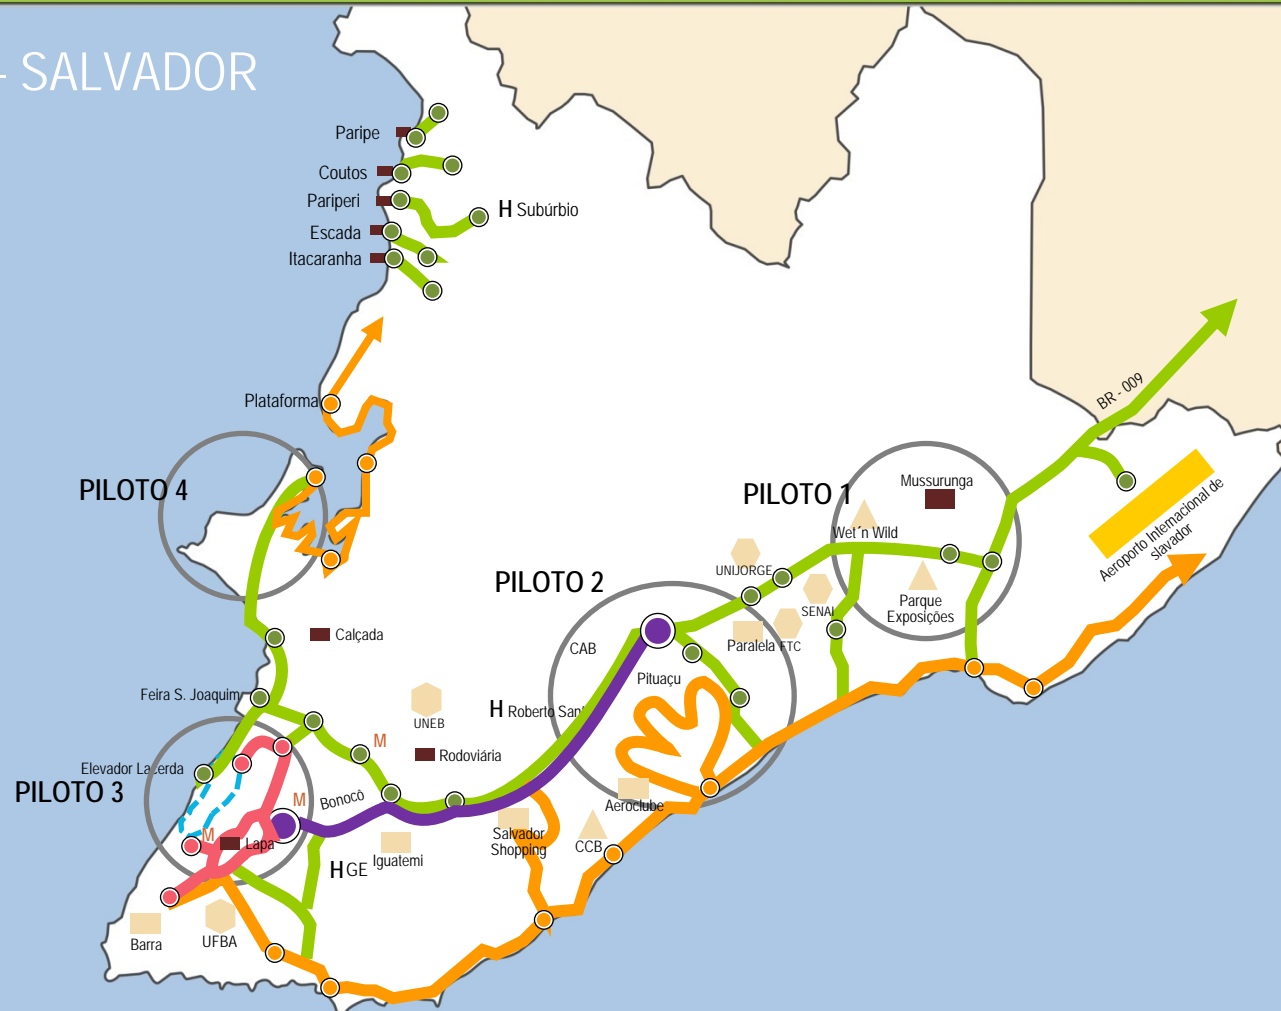 - SALVADOR
Paripe
Coutos
Pariperi
H Subúrbio
Escada
Itacaranha
BR - 009
Plataforma
PILOTO 4
PILOTO 1
Mussurunga
Wet´n Wild
Aeroporto Internacional de
slavador
PILOTO 2
UNIJORGE
SENAI
Parque
Exposições
Calçada
CAB
Paralela
FTC
Pituaçu
Feira S. Joaquim
UNEB
H Roberto Sant
M
Rodoviária
Elevador Lacerda
PILOTO 3
M
Bonocô
Aeroclube
M
Lapa
Salvador
Shopping
CCB
Iguatemi
H GE
Barra
UFBA